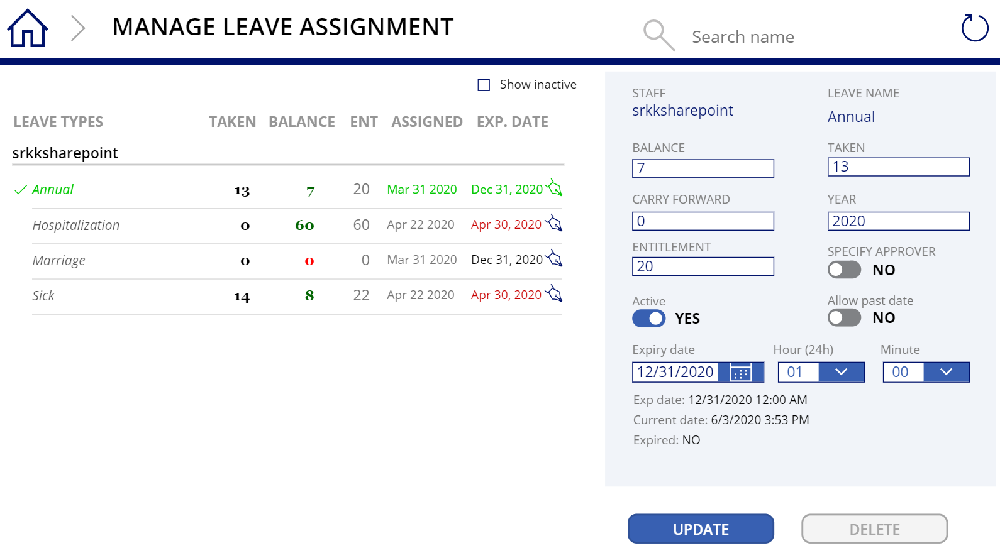 MANAGE LEAVE ASSIGNMENT
Search name
Show inactive
LEAVE TYPES TAKEN BALANCE ENT ASSIGNED EXP. DATE
srkksharepoint
Annual 13 7 20 Mar 31 2020 Dec 31, 2020
Hospitalization 0 60 60 Apr 22 2020 Apr 30, 2020
Marriage 0 0 0 Mar 31 2020 Dec 31, 2020
Sick 14 8 22 Apr 22 2020 Apr 30, 2020
STAFF LEAVE NAME
srkksharepoint Annual
BALANCE TAKEN
7 13
CARRY FORWARD YEAR
0 2020
ENTITLEMENT SPECIFY APPROVER
20 NO
Active Allow past date
YES NO
Expiry date Hour (24h) Minute
12/31/2020 01 00
Exp date: 12/31/2020 12:00 AM
Current date: 6/3/2020 3:53 PM
Expired: NO
UPDATE DELETE